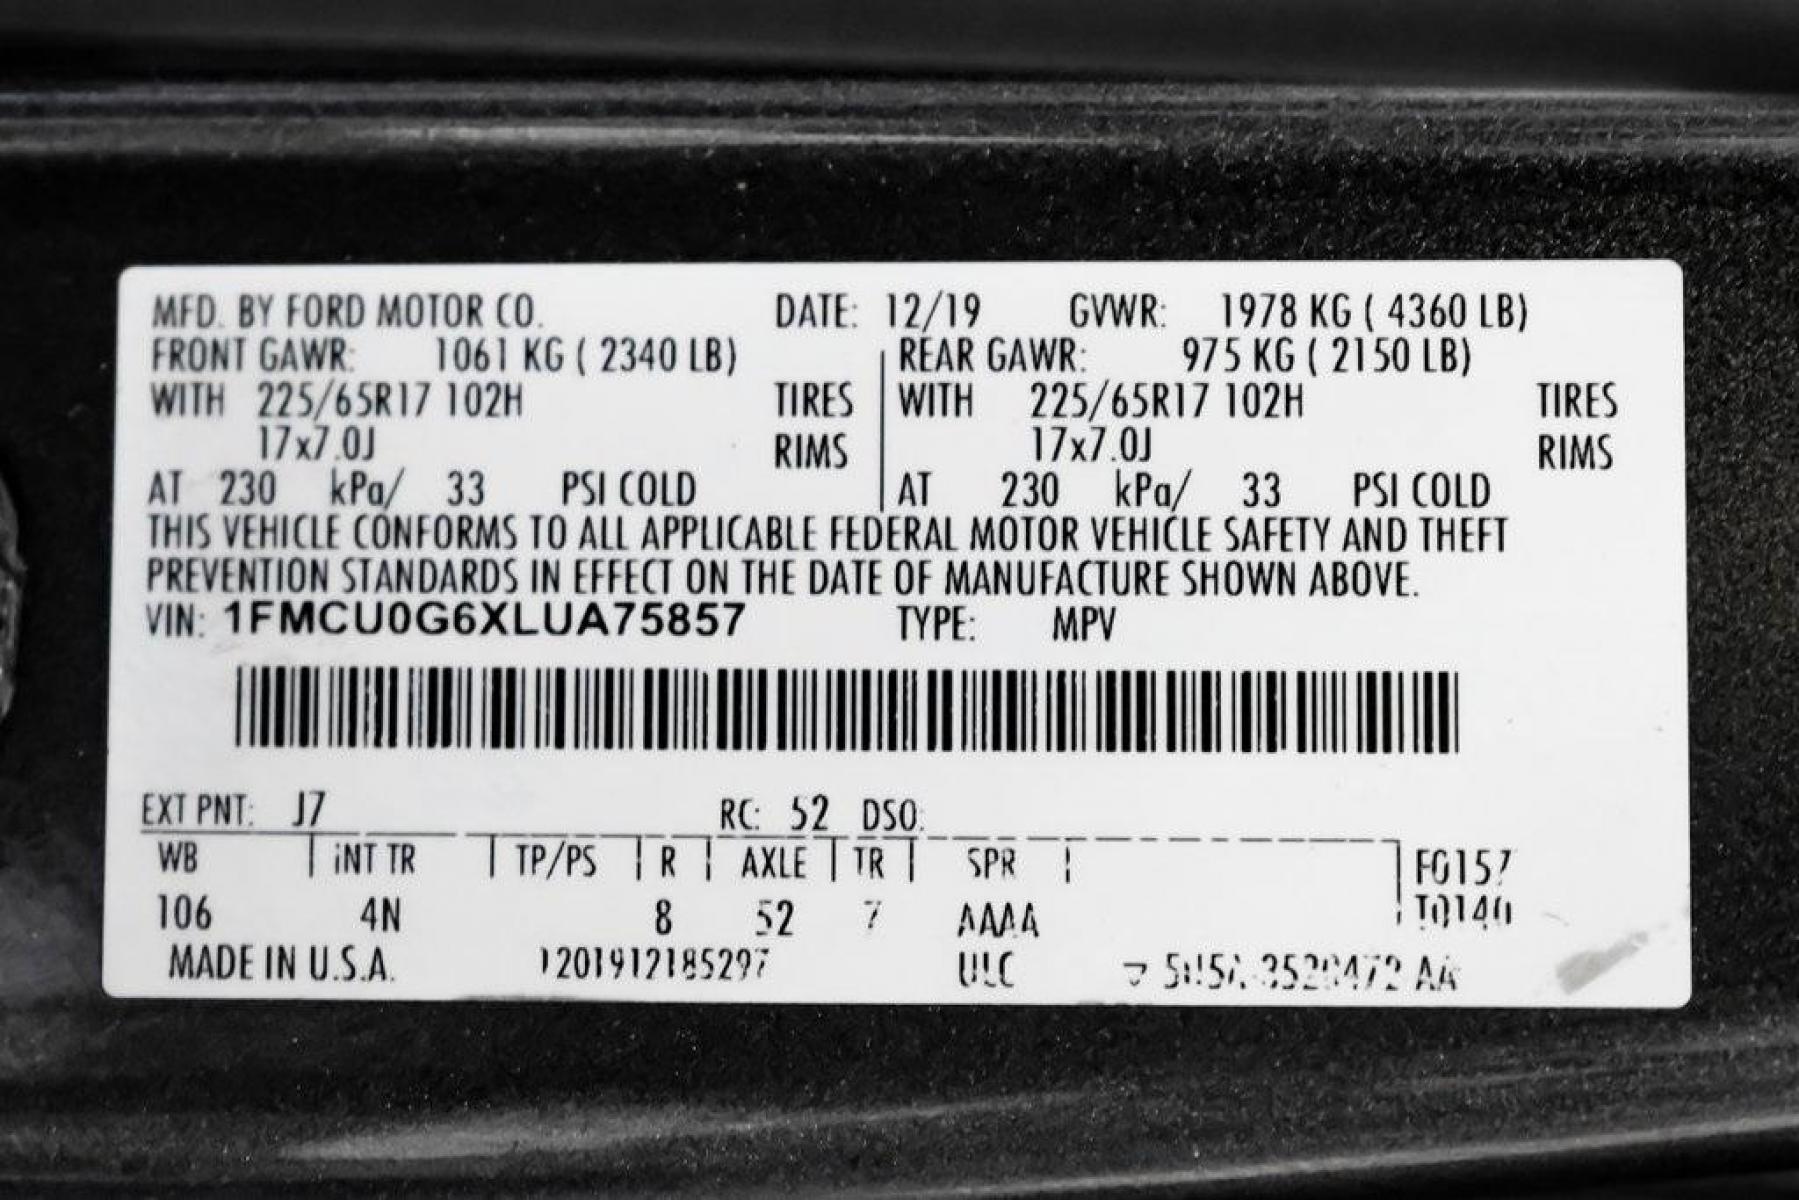 MFD. BY FORD MOTOR CO. DATE: 12/19 GVWR: 1978 KG ( 4360 LB)
FRONT GAWR: 1061 KG ( 2340 LB) REAR GAWR: 975 KG ( 2150 LB)
WITH 225/65R17 102H TIRES WITH 225/65R17 102H TIRES
17x7.0J RIMS 17x7.0J RIMS
AT 230 kPa/ 33 PSI COLD AT 230 kPa/ 33 PSI COLD
THIS VEHICLE CONFORMS TO ALL APPLICABLE FEDERAL MOTOR VEHICLE SAFETY AND THEFT
PREVENTION STANDARDS IN EFFECT ON THE DATE OF MANUFACTURE SHOWN ABOVE.
VIN: 1FMCU0G6XLUA75857 TYPE: MPV
EXT PNT: J7 RC: 52 DSO:
WB INT TR TP/PS R AXLE TR SPR F0157
106 4N 8 52 7 AAAA T0140
MADE IN U.S.A. 1201912185297 ULC